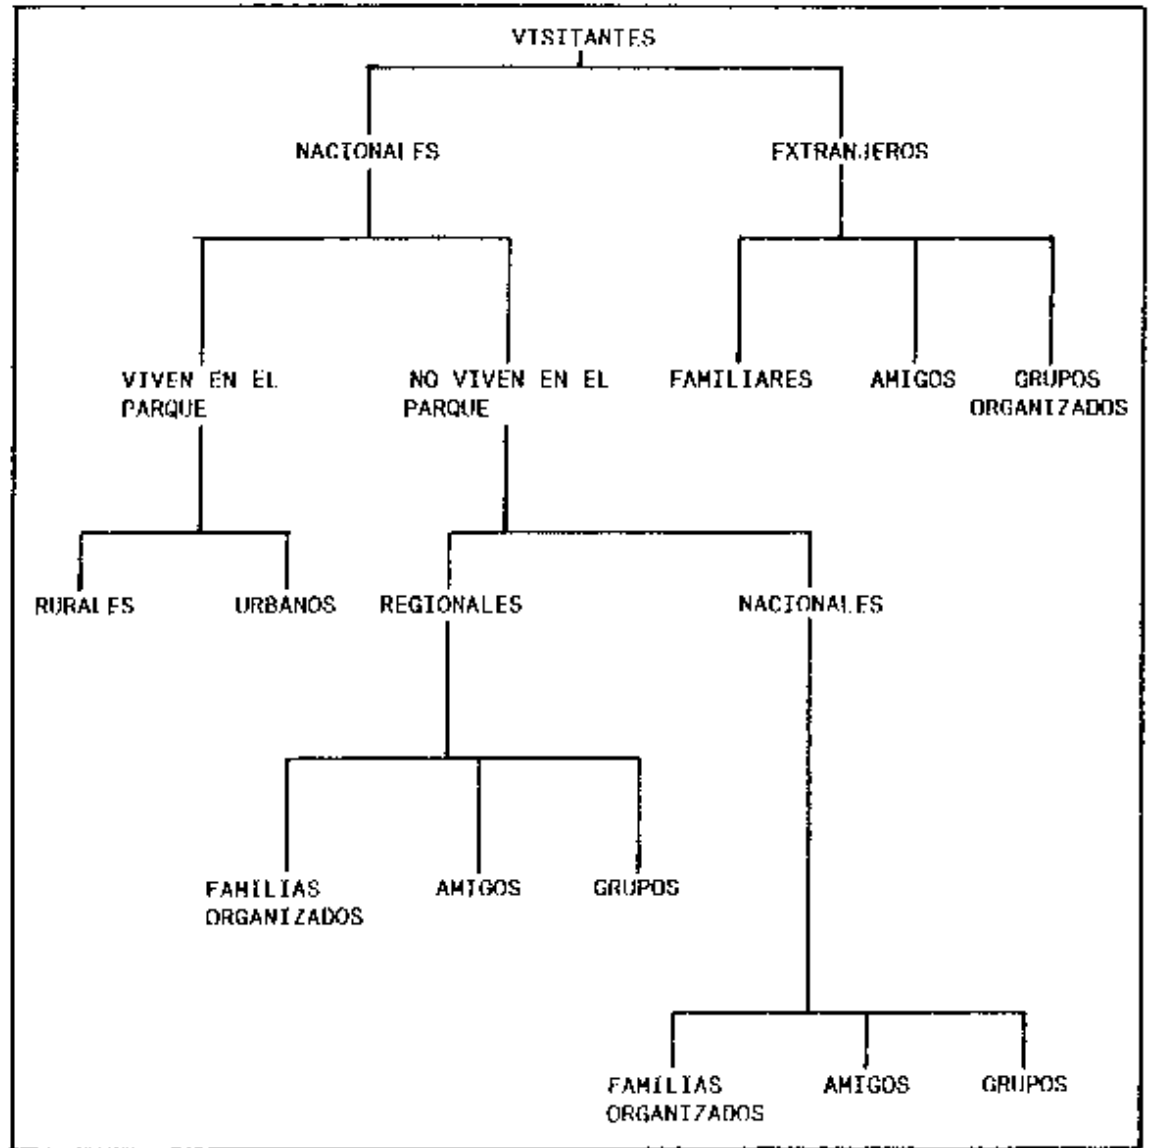 VISITANTES
NACIONALES EXTRANJEROS
VIVEN EN EL NO VIVEN EN EL FAMILIARES AMIGOS GRUPOS
PARQUE PARQUE ORGANIZADOS
RURALES URBANOS REGIONALES NACIONALES
FAMILIAS AMIGOS GRUPOS
ORGANIZADOS
FAMILIAS AMIGOS GRUPOS
ORGANIZADOS